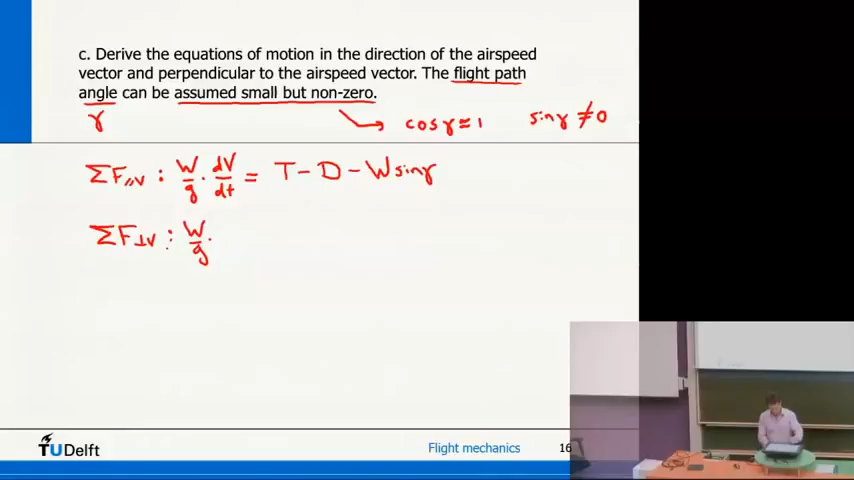 c. Derive the equations of motion in the direction of the airspeed
vector and perpendicular to the airspeed vector. The flight path
angle can be assumed small but non-zero.
γ cos γ ≅ 1 sin γ ≠ 0
ΣF//V : W/g · dV/dt = T - D - W sin γ
ΣF⊥V : W/g ·
TU Delft Flight mechanics 16